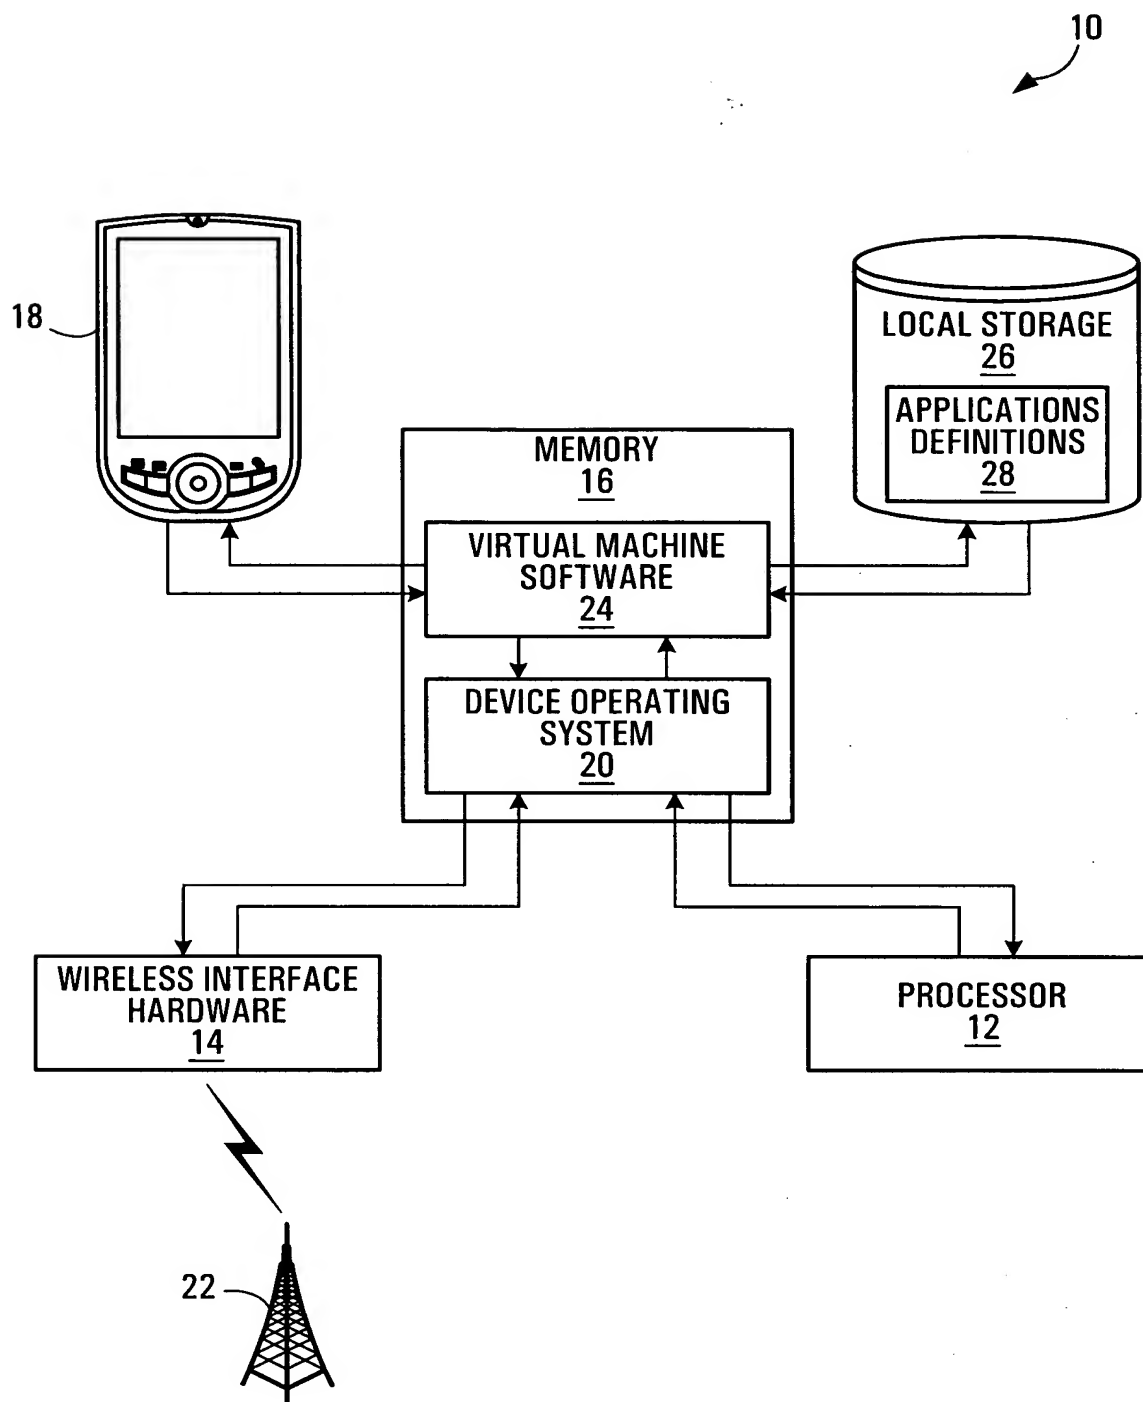 10
18
LOCAL STORAGE
26
APPLICATIONS
DEFINITIONS
28
MEMORY
16
VIRTUAL MACHINE
SOFTWARE
24
DEVICE OPERATING
SYSTEM
20
WIRELESS INTERFACE
HARDWARE
14
PROCESSOR
12
22